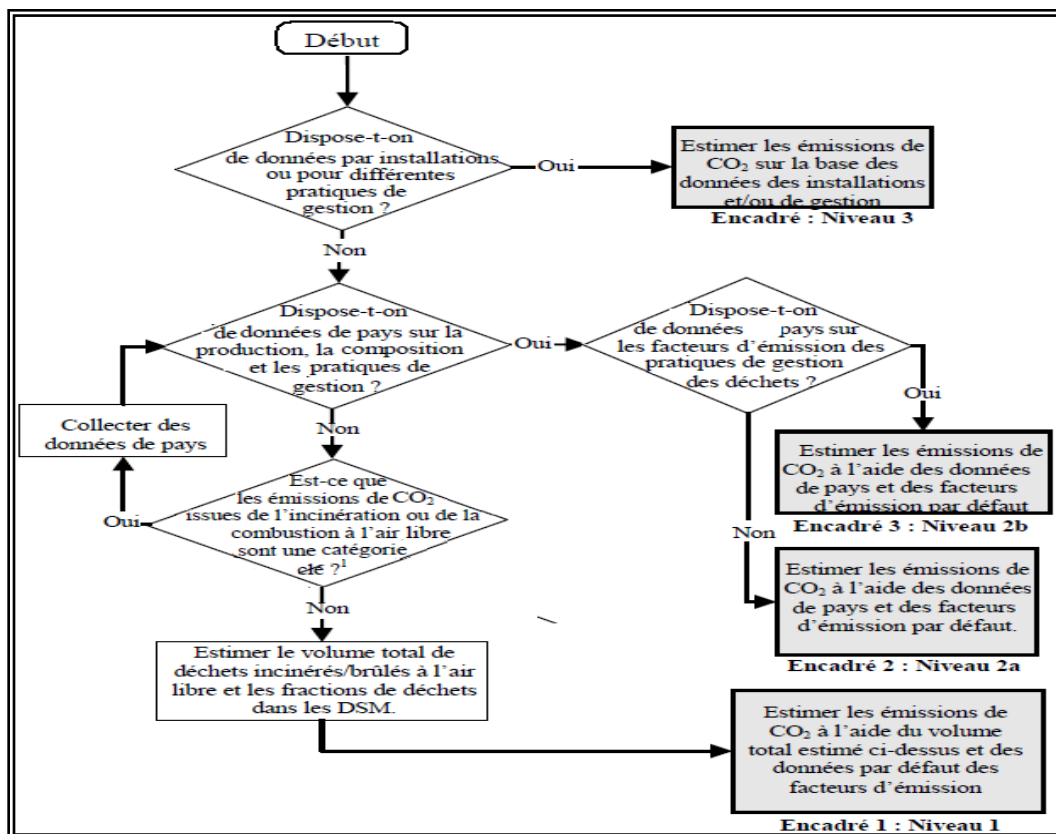 Début
Dispose-t-on
de données par installations
ou pour différentes
pratiques de
gestion ?
Oui
Estimer les émissions de
CO₂ sur la base des
données des installations
et/ou de gestion
Encadré : Niveau 3
Non
Dispose-t-on
de données de pays sur la
production, la composition
et les pratiques de
gestion ?
Oui
Dispose-t-on
de données pays sur
les facteurs d'émission des
pratiques de gestion
des déchets ?
Oui
Collecter des
données de pays
Non
Estimer les émissions de
CO₂ à l'aide des données
de pays et des facteurs
d'émission par défaut
Encadré 3 : Niveau 2b
Est-ce que
les émissions de CO₂
issues de l'incinération ou de la
combustion à l'air libre
sont une catégorie
clé ?¹
Oui
Non
Estimer les émissions de
CO₂ à l'aide des données
de pays et des facteurs
d'émission par défaut.
Encadré 2 : Niveau 2a
Non
Estimer le volume total de
déchets incinérés/brûlés à l'air
libre et les fractions de déchets
dans les DSM.
Estimer les émissions de
CO₂ à l'aide du volume
total estimé ci-dessus et des
données par défaut des
facteurs d'émission
Encadré 1 : Niveau 1